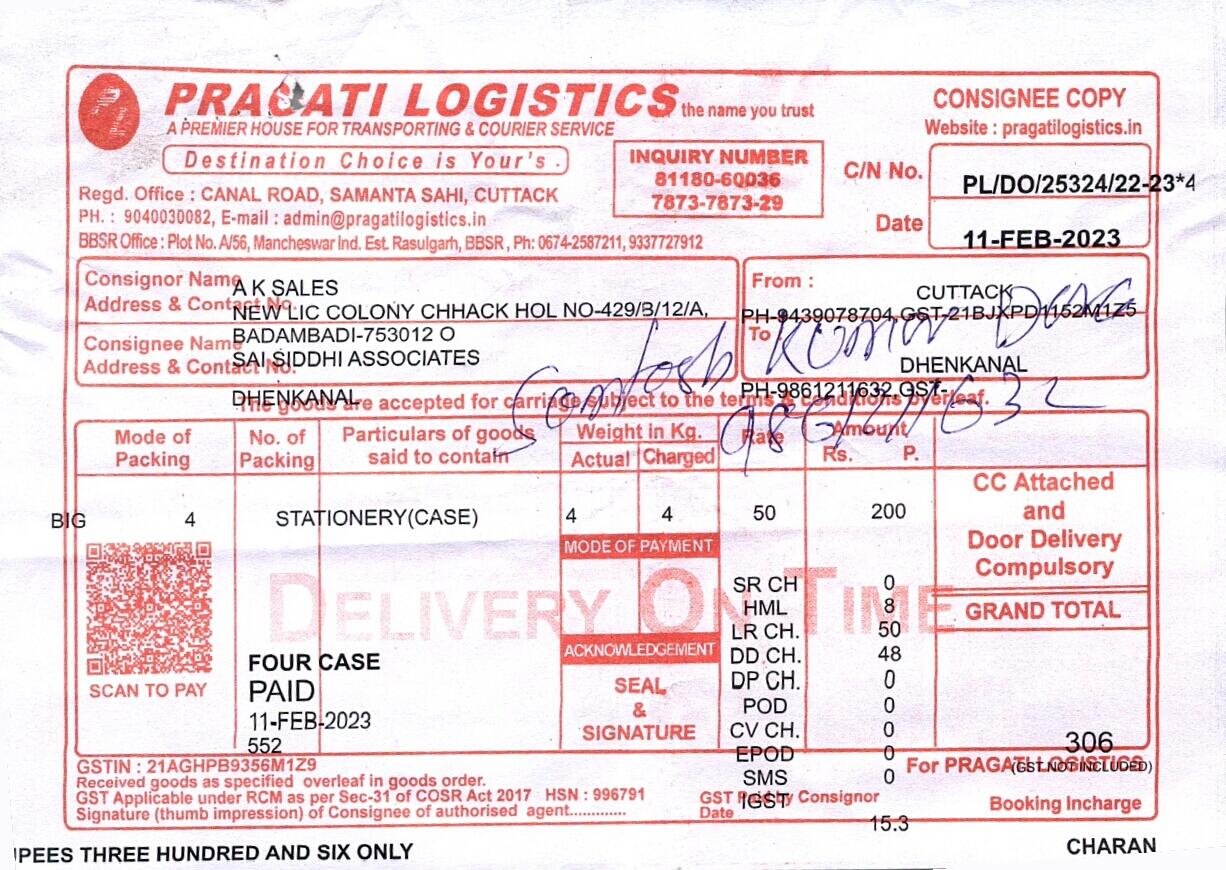 PRAGATI LOGISTICS the name you trust
A PREMIER HOUSE FOR TRANSPORTING & COURIER SERVICE
Destination Choice is Your's .
Regd. Office : CANAL ROAD, SAMANTA SAHI, CUTTACK
PH. : 9040030082, E-mail : admin@pragatilogistics.in
BBSR Office : Plot No. A/56, Mancheswar Ind. Est. Rasulgarh, BBSR , Ph: 0674-2587211, 9337727912
INQUIRY NUMBER
81180-60036
7873-7873-29
CONSIGNEE COPY
Website : pragatilogistics.in
C/N No. PL/DO/25324/22-23*4
Date 11-FEB-2023
Consignor Name A K SALES
Address & Contact No. NEW LIC COLONY CHHACK HOL NO-429/B/12/A,
BADAMBADI-753012 O
Consignee Name
Address & Contact No. SAI SIDDHI ASSOCIATES
DHENKANAL
From : CUTTACK
PH-9439078704,GST-21BJXPD1152M1Z5
To : DHENKANAL
PH-9861211632,GST-
Santosh Kumar
9861211632
The goods are accepted for carriage subject to the terms & conditions overleaf.
Mode of Packing No. of Packing Particulars of goods said to contain Weight in Kg. Actual Charged Rate Amount Rs. P.
BIG 4 STATIONERY(CASE) 4 4 50 200
CC Attached
and
Door Delivery
Compulsory
MODE OF PAYMENT
DELIVERY ON TIME
SR CH 0
HML 8
LR CH. 50
DD CH. 48
DP CH. 0
POD 0
CV CH. 0
EPOD 0
SMS 0
IGST 15.3
GRAND TOTAL
306
(GST NOT INCLUDED)
ACKNOWLEDGEMENT
SEAL
&
SIGNATURE
SCAN TO PAY
FOUR CASE
PAID
11-FEB-2023
552
GSTIN : 21AGHPB9356M1Z9
Received goods as specified overleaf in goods order.
GST Applicable under RCM as per Sec-31 of COSR Act 2017 HSN : 996791
Signature (thumb impression) of Consignee of authorised agent.............
GST Paid by Consignor
Date
For PRAGATI LOGISTICS
Booking Incharge
CHARAN
UPEES THREE HUNDRED AND SIX ONLY